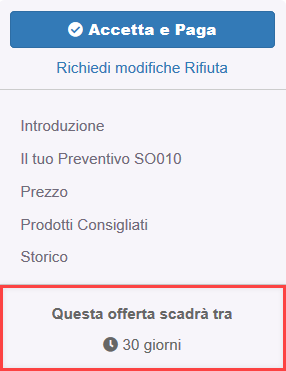 Accetta e Paga
Richiedi modifiche Rifiuta
Introduzione
Il tuo Preventivo SO010
Prezzo
Prodotti Consigliati
Storico
Questa offerta scadrà tra
30 giorni